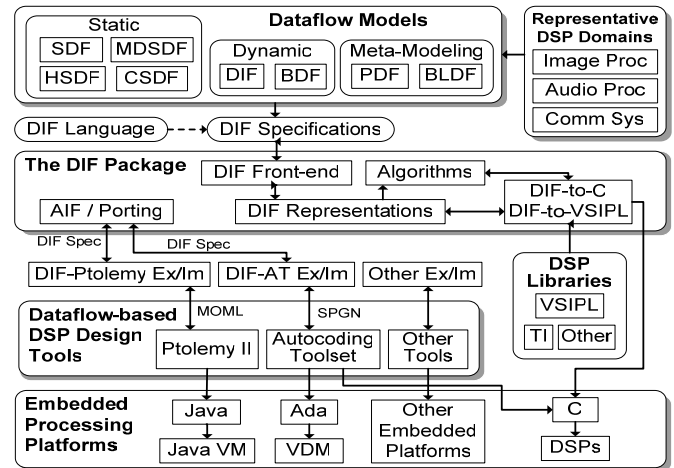 Static
SDF
MDSDF
HSDF
CSDF
Dataflow Models
Dynamic
DIF
BDF
Meta-Modeling
PDF
BLDF
Representative
DSP Domains
Image Proc
Audio Proc
Comm Sys
DIF Language
DIF Specifications
The DIF Package
DIF Front-end
Algorithms
AIF / Porting
DIF Representations
DIF-to-C
DIF-to-VSIPL
DIF Spec
DIF Spec
DIF-Ptolemy Ex/Im
DIF-AT Ex/Im
Other Ex/Im
DSP
Libraries
VSIPL
TI
Other
MOML
SPGN
Dataflow-based
DSP Design
Tools
Ptolemy II
Autocoding
Toolset
Other
Tools
Embedded
Processing
Platforms
Java
Java VM
Ada
VDM
Other
Embedded
Platforms
C
DSPs